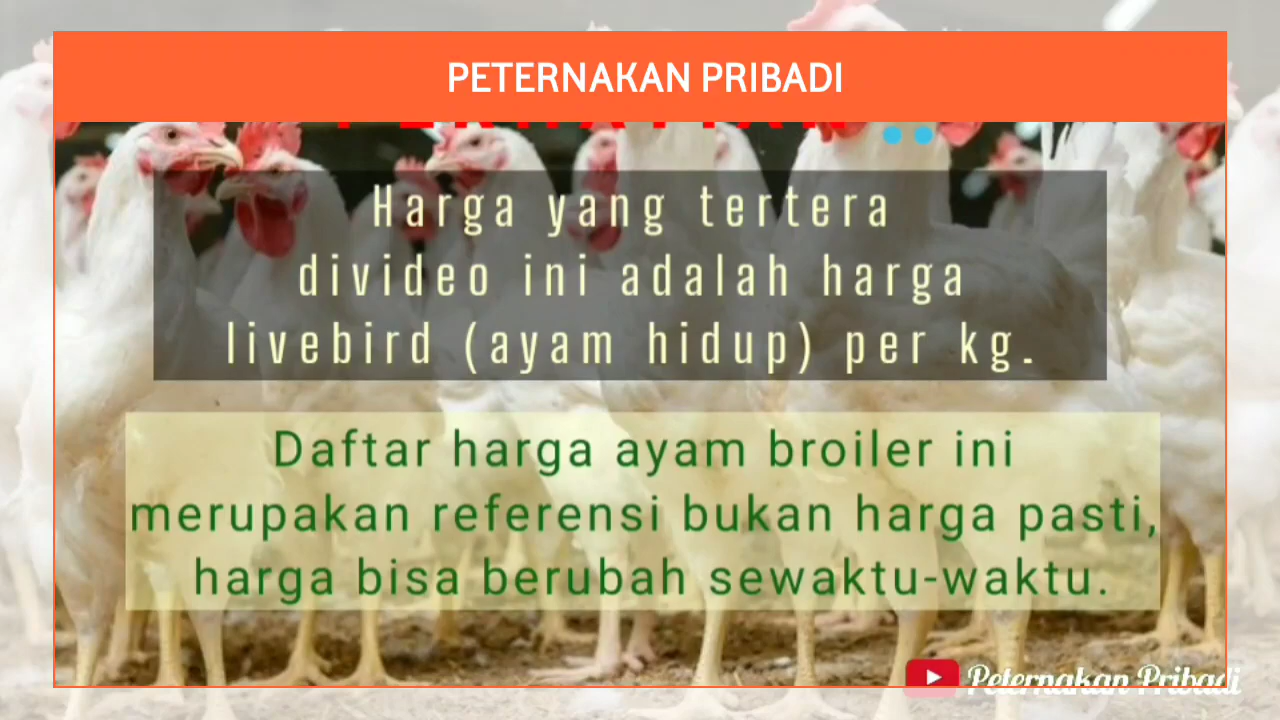 PETERNAKAN PRIBADI
Harga yang tertera
divideo ini adalah harga
livebird (ayam hidup) per kg.
Daftar harga ayam broiler ini
merupakan referensi bukan harga pasti,
harga bisa berubah sewaktu-waktu.
Peternakan Pribadi